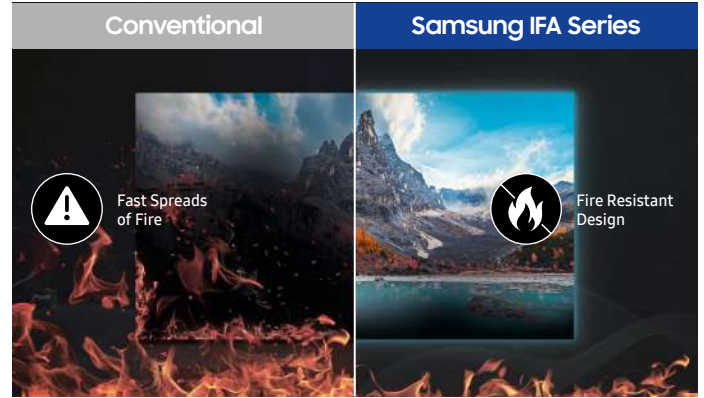 Conventional
Samsung IFA Series
Fast Spreads
of Fire
Fire Resistant
Design